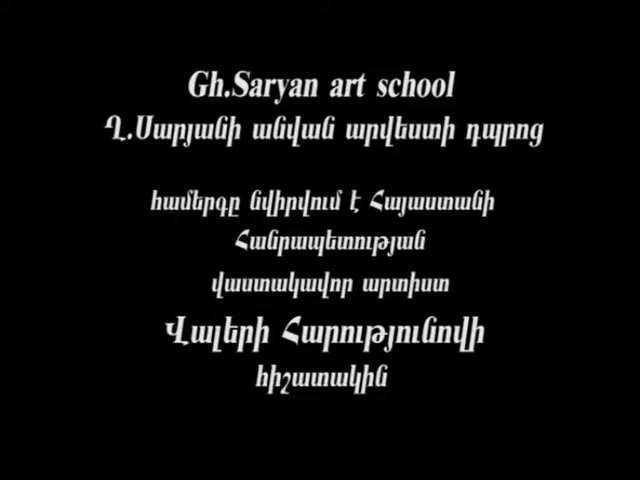 Gh.Saryan art school
Ղ.Սարյանի անվան արվեստի դպրոց
համերգը նվիրվում է Հայաստանի
Հանրապետության
վաստակավոր արտիստ
Վալերի Հարությունովի
հիշատակին